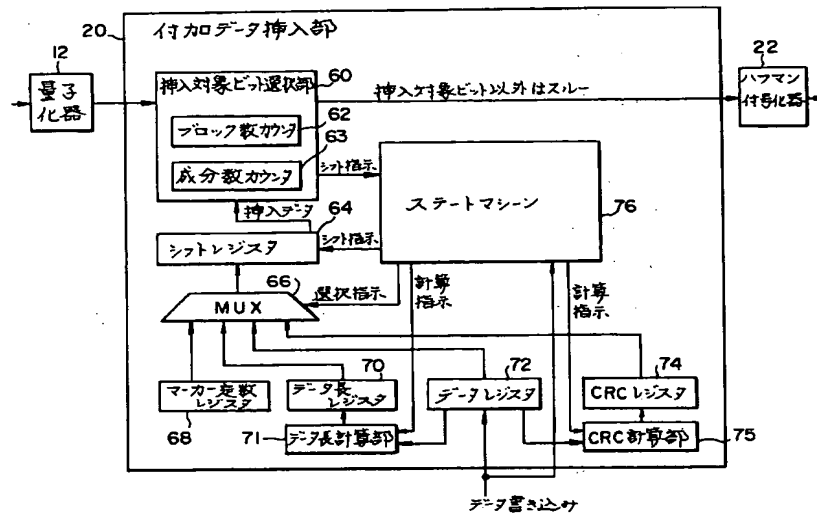 20
付加データ挿入部
12
量子
化器
挿入対象ビット選択部
60
ブロック数カウンタ
62
63
成分数カウンタ
挿入対象ビット以外はスルー
22
ハフマン
符号化器
シフト指示
ステートマシーン
76
挿入データ
64
シフトレジスタ
シフト指示
66
MUX
選択指示
計算
指示
計算
指示
マーカー定数
レジスタ
68
70
データ長
レジスタ
72
データレジスタ
74
CRCレジスタ
71
データ長計算部
CRC計算部
75
データ書き込み